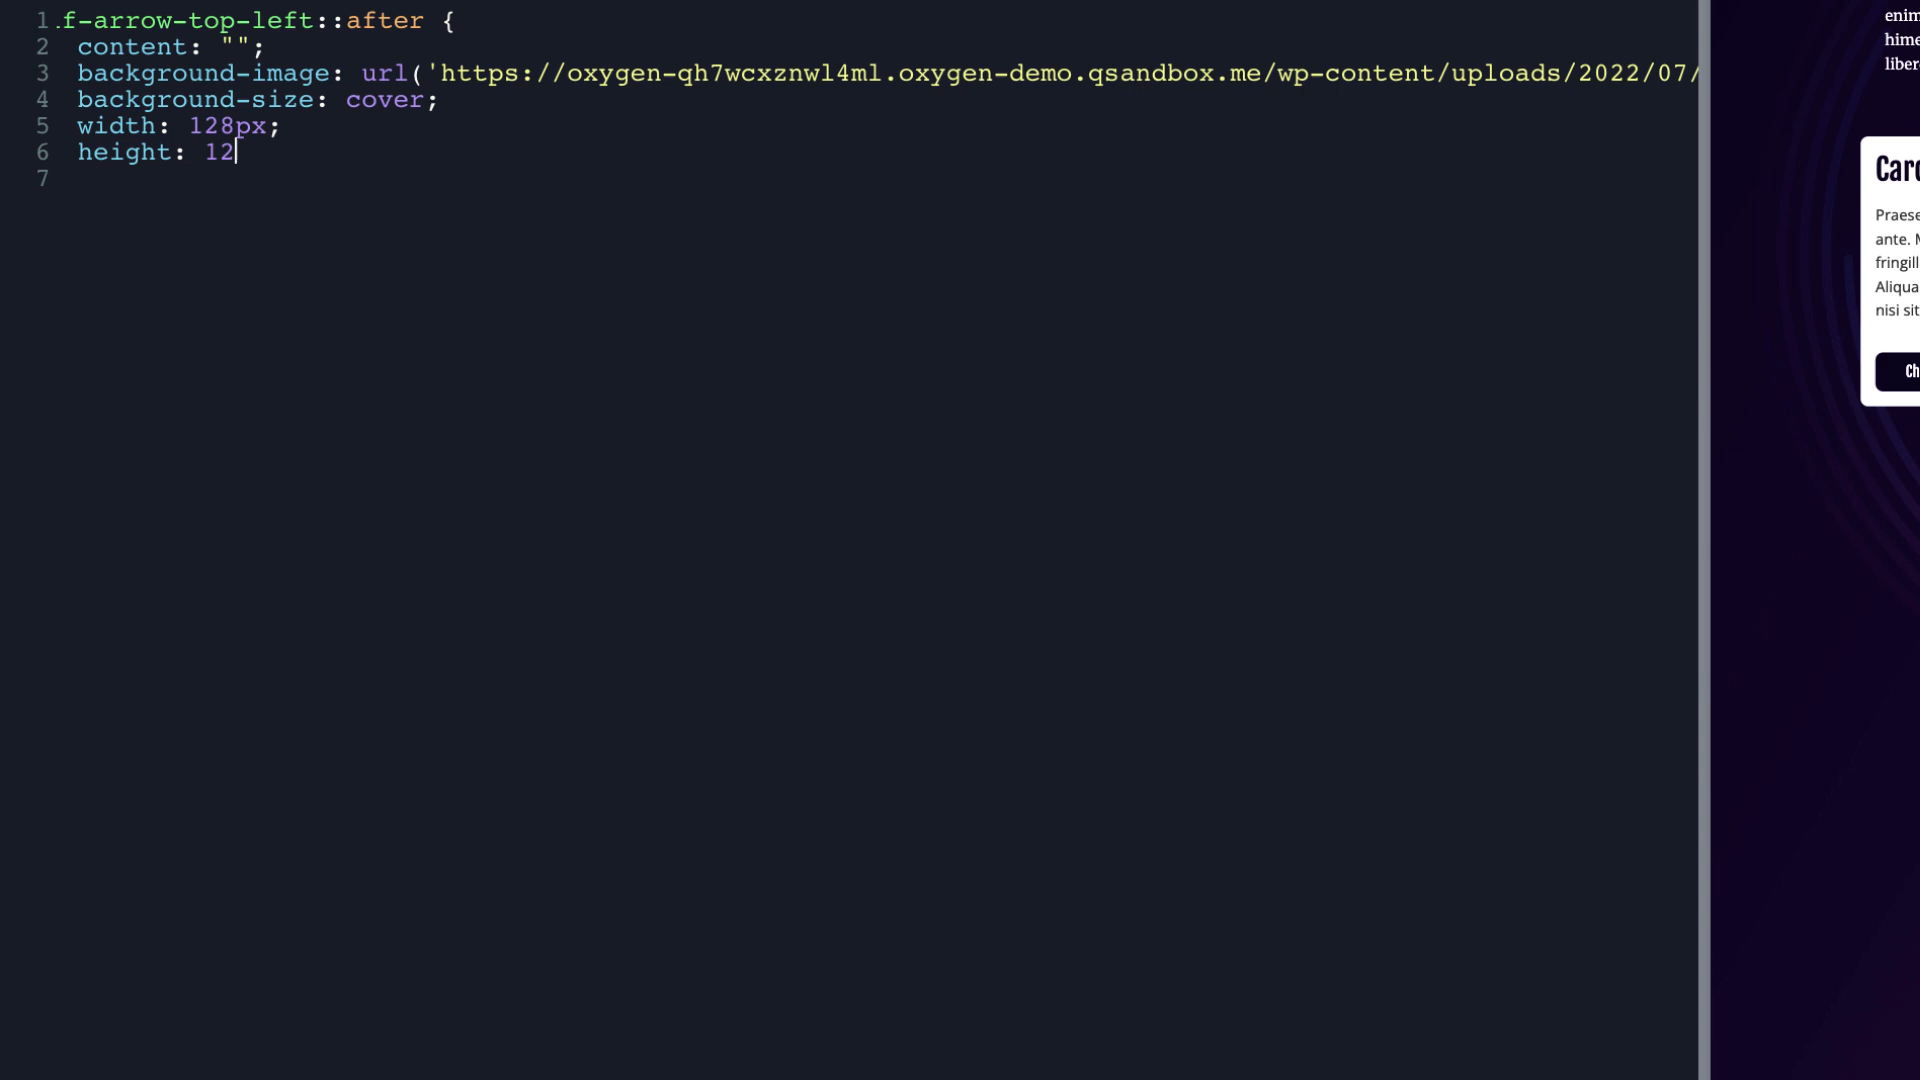 1 .f-arrow-top-left::after {
2 content: "";
3 background-image: url('https://oxygen-qh7wcxznwl4ml.oxygen-demo.qsandbox.me/wp-content/uploads/2022/07/
4 background-size: cover;
5 width: 128px;
6 height: 12
7
enim
hime
liber
Card
Praese
ante. M
fringill
Aliqua
nisi sit
Ch